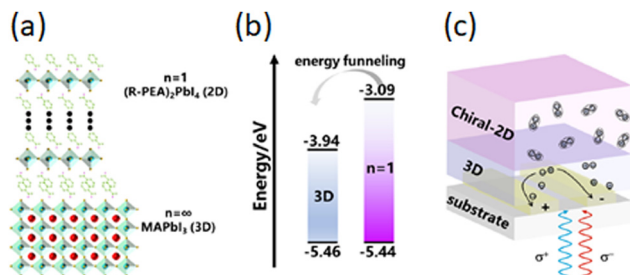 (a)
n=1
(R-PEA)₂PbI₄ (2D)
n=∞
MAPbI₃ (3D)
(b)
energy funneling
Energy/eV
-3.09
-3.94
3D
n=1
-5.46
-5.44
(c)
Chiral-2D
3D
substrate
+
-
σ⁺
σ⁻